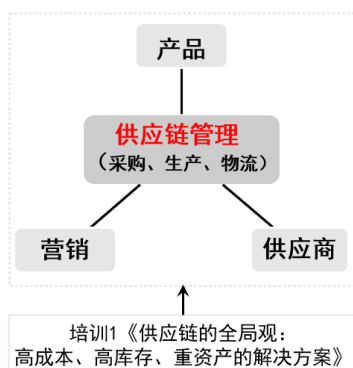 产品
供应链管理
（采购、生产、物流）
营销
供应商
培训1《供应链的全局观：
高成本、高库存、重资产的解决方案》